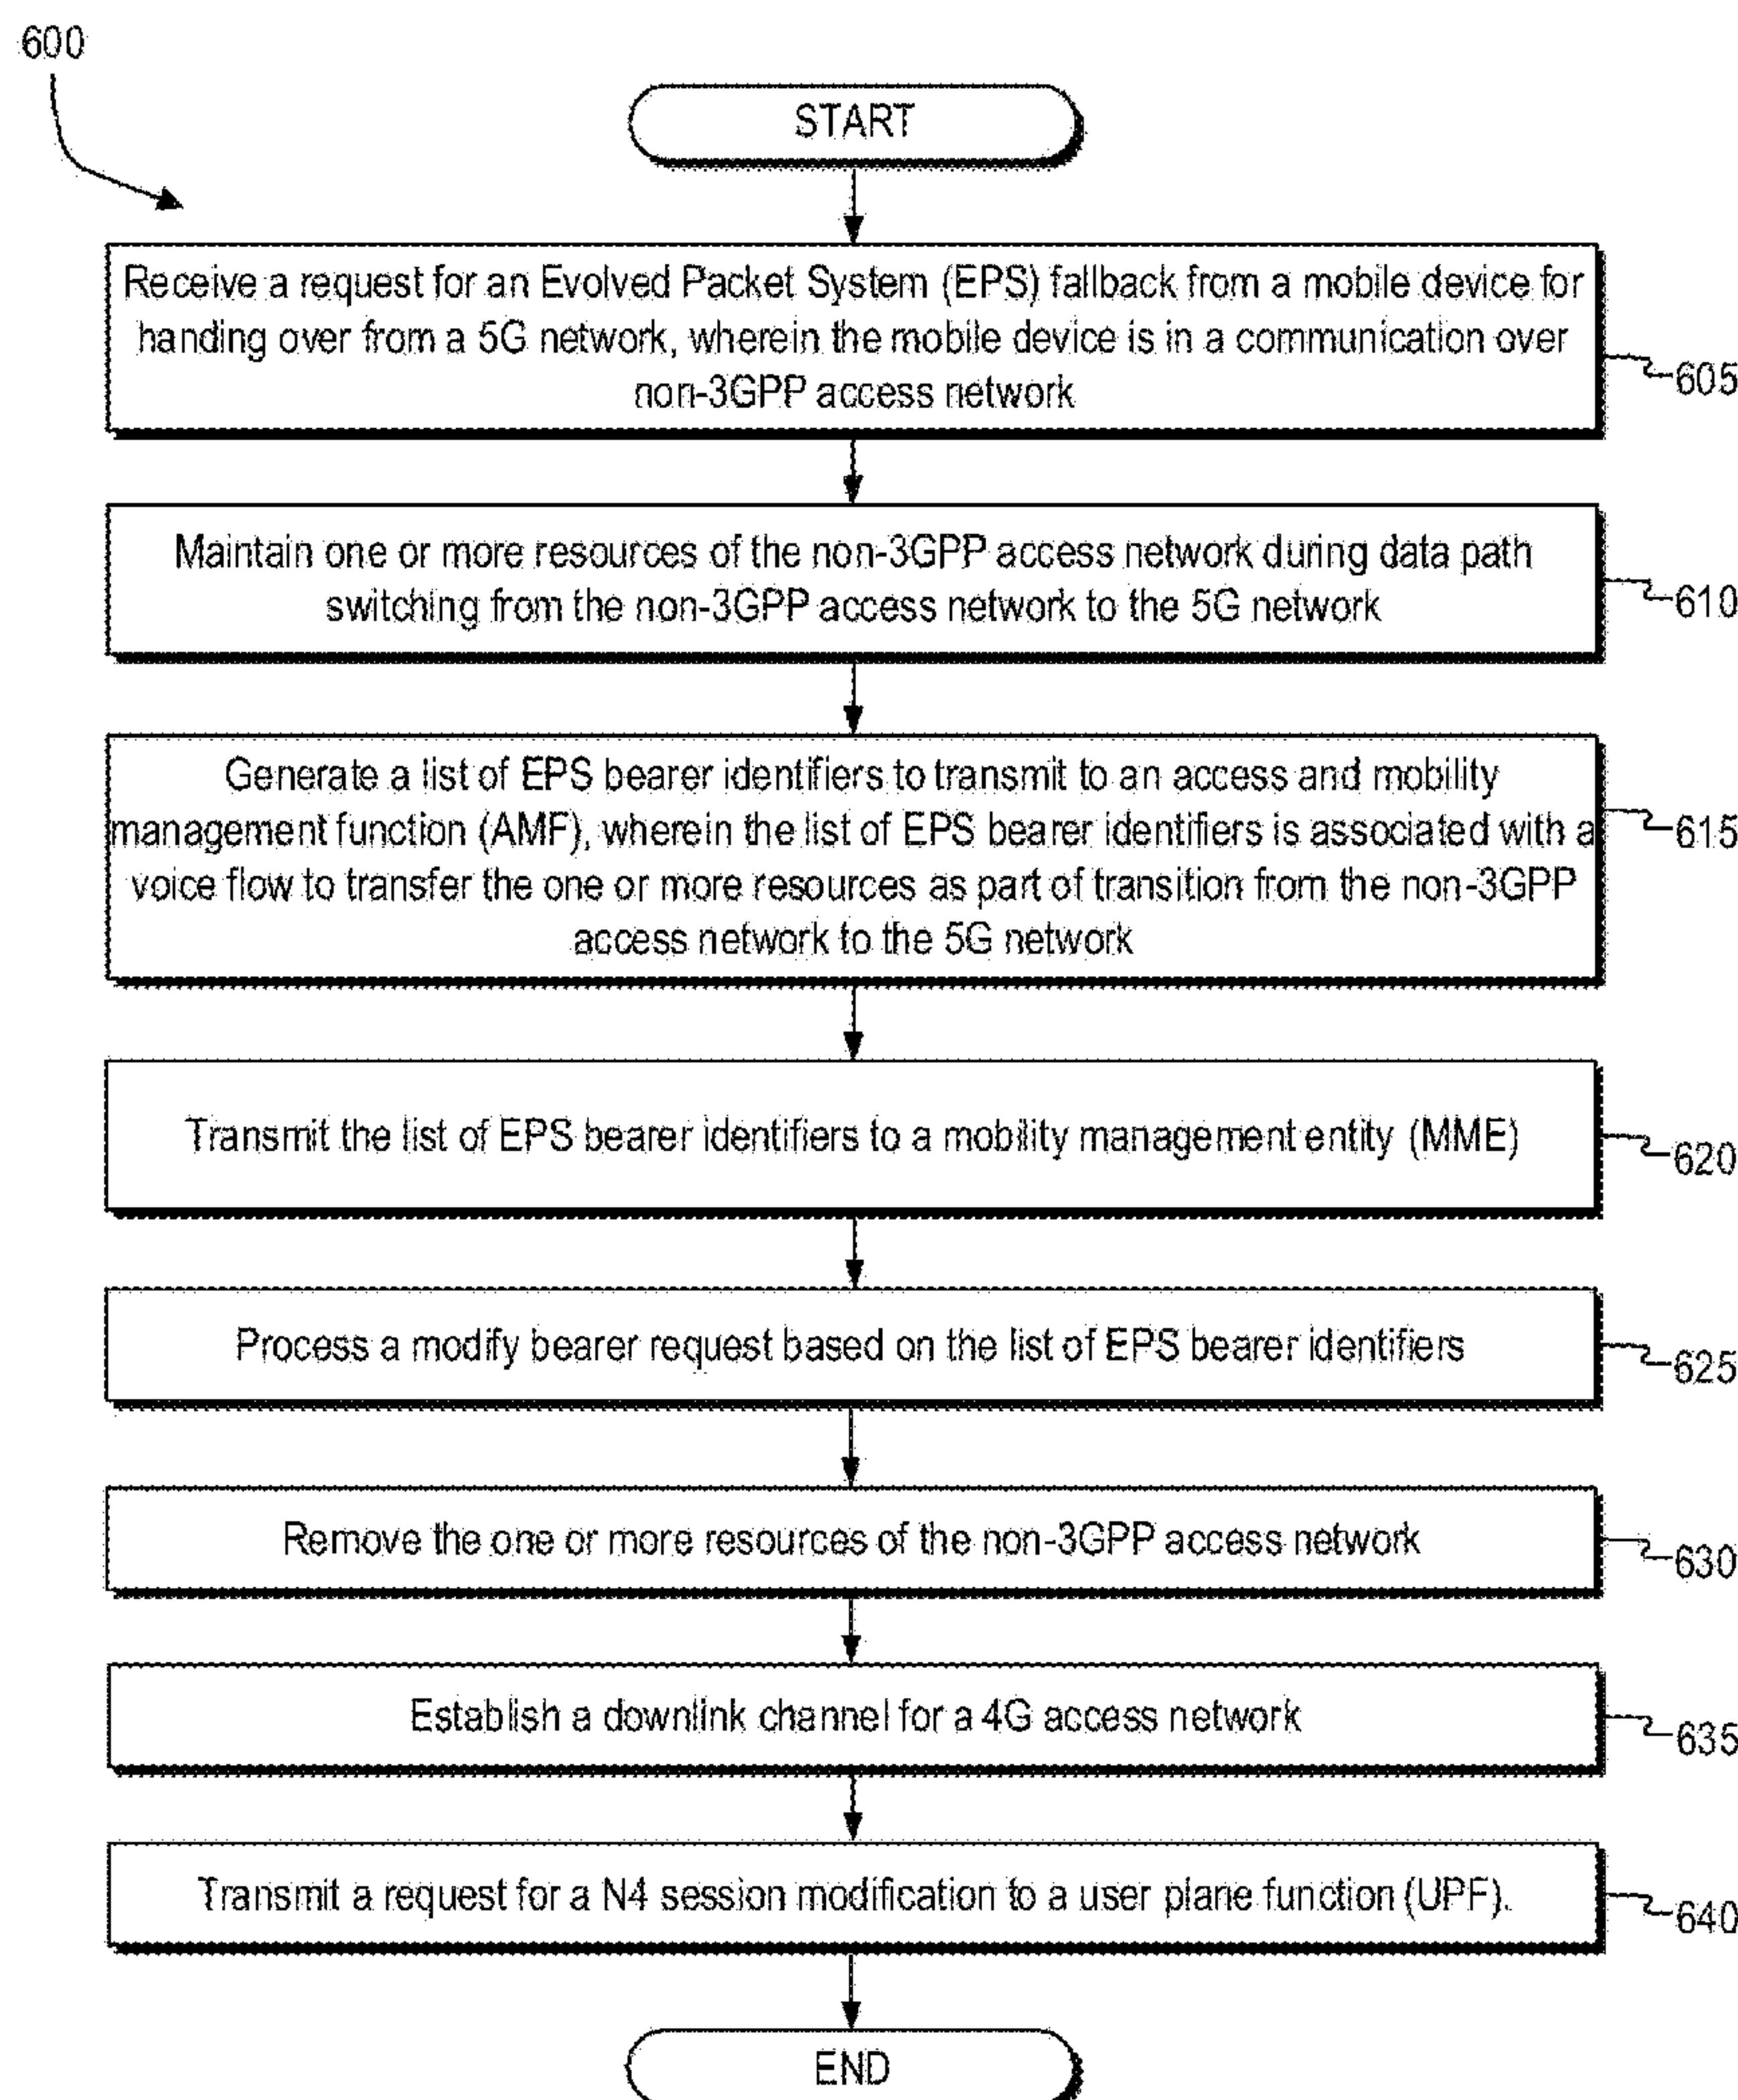 600
START
Receive a request for an Evolved Packet System (EPS) fallback from a mobile device for
handing over from a 5G network, wherein the mobile device is in a communication over
non-3GPP access network
605
Maintain one or more resources of the non-3GPP access network during data path
switching from the non-3GPP access network to the 5G network
610
Generate a list of EPS bearer identifiers to transmit to an access and mobility
management function (AMF), wherein the list of EPS bearer identifiers is associated with a
voice flow to transfer the one or more resources as part of transition from the non-3GPP
access network to the 5G network
615
Transmit the list of EPS bearer identifiers to a mobility management entity (MME)
620
Process a modify bearer request based on the list of EPS bearer identifiers
625
Remove the one or more resources of the non-3GPP access network
630
Establish a downlink channel for a 4G access network
635
Transmit a request for a N4 session modification to a user plane function (UPF).
640
END